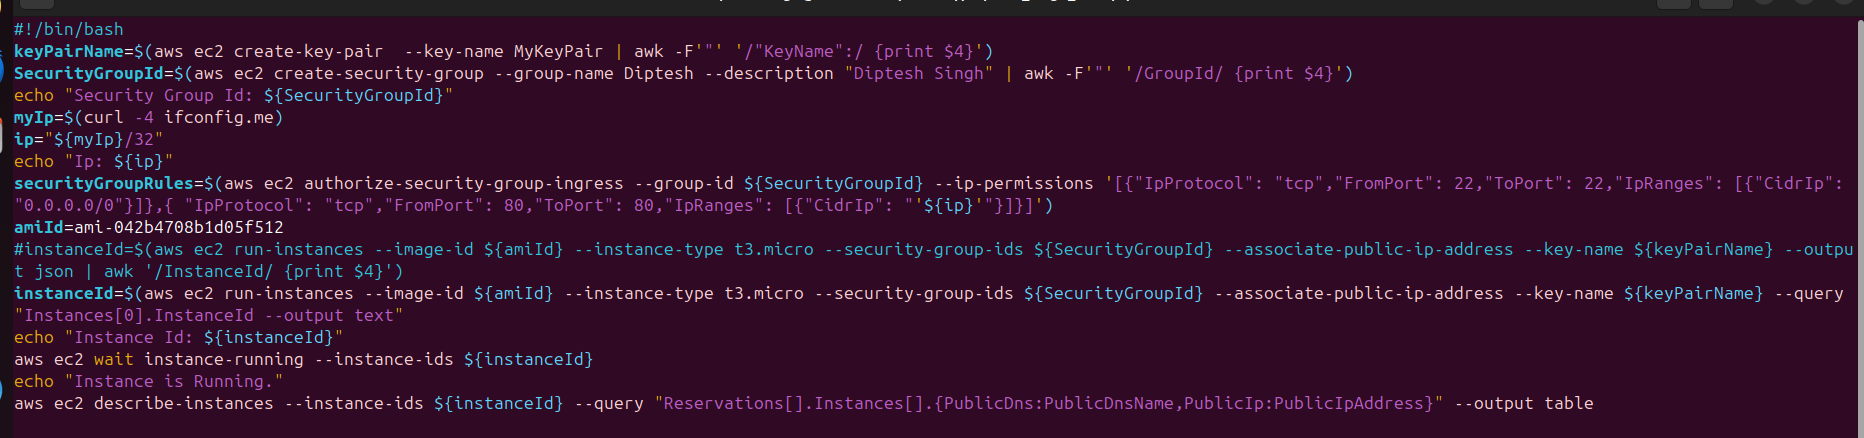 #!/bin/bash
keyPairName=$(aws ec2 create-key-pair  --key-name MyKeyPair | awk -F'"' '/"KeyName":/ {print $4}')
SecurityGroupId=$(aws ec2 create-security-group --group-name Diptesh --description "Diptesh Singh" | awk -F'"' '/GroupId/ {print $4}')
echo "Security Group Id: ${SecurityGroupId}"
myIp=$(curl -4 ifconfig.me)
ip="${myIp}/32"
echo "Ip: ${ip}"
securityGroupRules=$(aws ec2 authorize-security-group-ingress --group-id ${SecurityGroupId} --ip-permissions '[{"IpProtocol": "tcp","FromPort": 22,"ToPort": 22,"IpRanges": [{"CidrIp":
"0.0.0.0/0"}]},{ "IpProtocol": "tcp","FromPort": 80,"ToPort": 80,"IpRanges": [{"CidrIp": "'${ip}'"}]}]')
amiId=ami-042b4708b1d05f512
#instanceId=$(aws ec2 run-instances --image-id ${amiId} --instance-type t3.micro --security-group-ids ${SecurityGroupId} --associate-public-ip-address --key-name ${keyPairName} --outpu
t json | awk '/InstanceId/ {print $4}')
instanceId=$(aws ec2 run-instances --image-id ${amiId} --instance-type t3.micro --security-group-ids ${SecurityGroupId} --associate-public-ip-address --key-name ${keyPairName} --query
"Instances[0].InstanceId --output text"
echo "Instance Id: ${instanceId}"
aws ec2 wait instance-running --instance-ids ${instanceId}
echo "Instance is Running."
aws ec2 describe-instances --instance-ids ${instanceId} --query "Reservations[].Instances[].{PublicDns:PublicDnsName,PublicIp:PublicIpAddress}" --output table